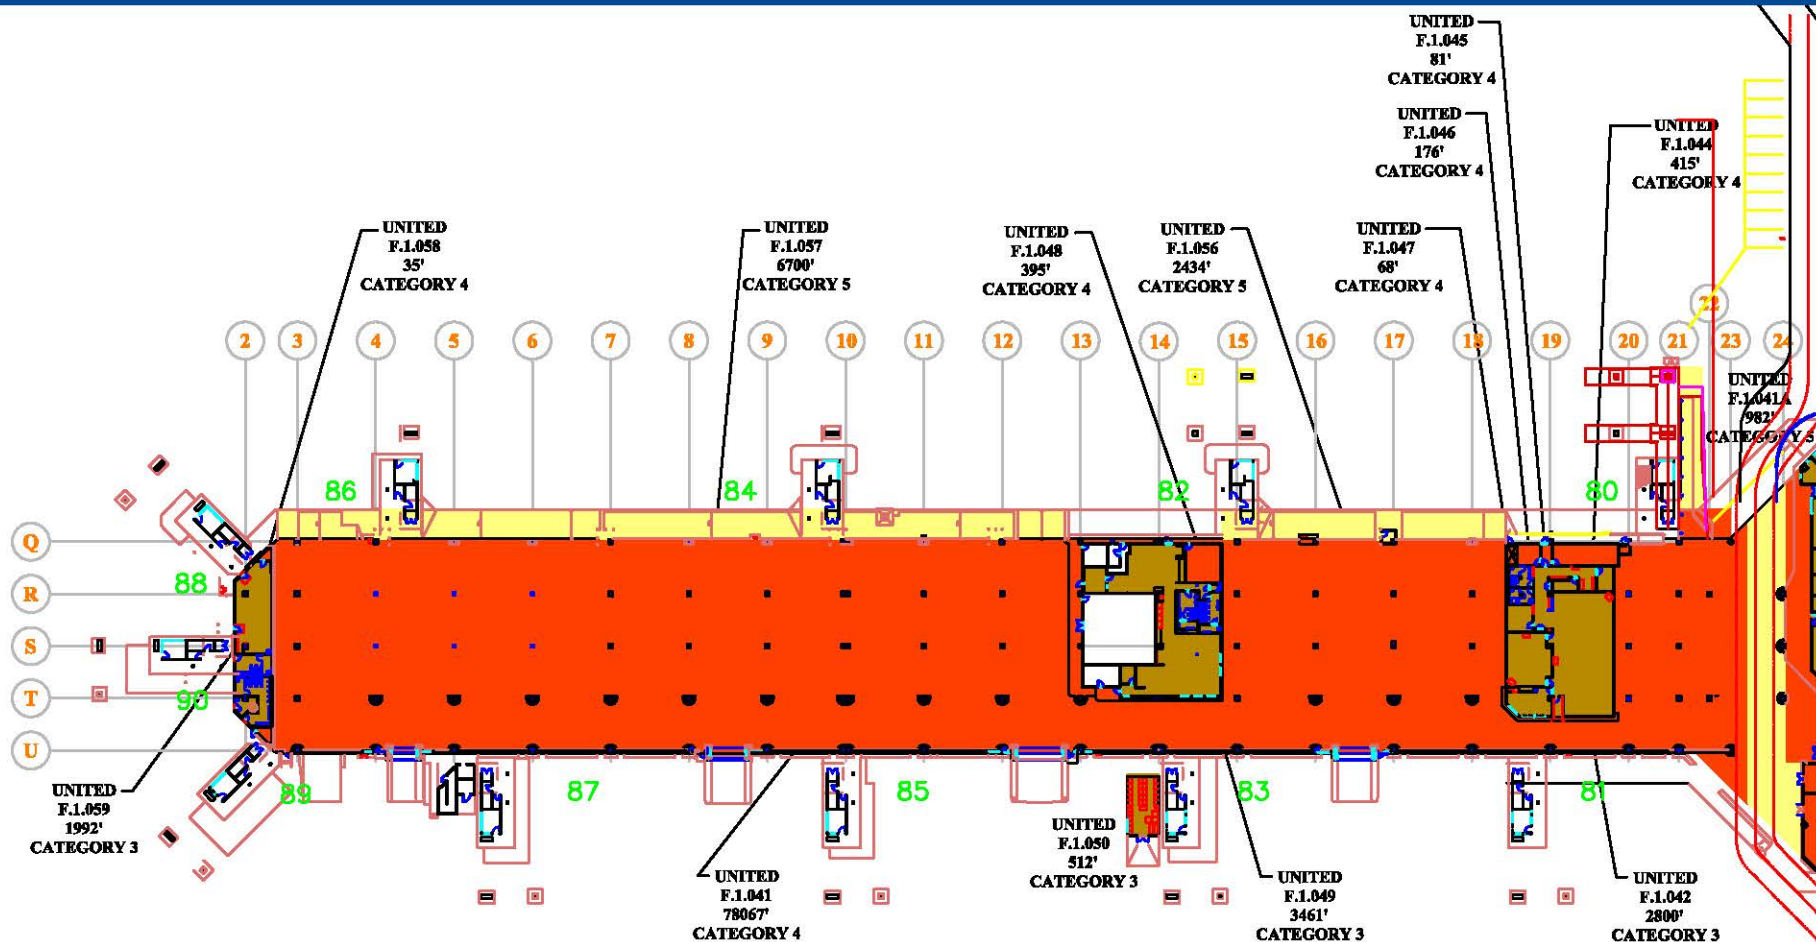 UNITED
F.1.045
81'
CATEGORY 4
UNITED
F.1.046
176'
CATEGORY 4
UNITED
F.1.044
415'
CATEGORY 4
UNITED
F.1.058
35'
CATEGORY 4
UNITED
F.1.057
6700'
CATEGORY 5
UNITED
F.1.048
395'
CATEGORY 4
UNITED
F.1.056
2434'
CATEGORY 5
UNITED
F.1.047
68'
CATEGORY 4
2 3 4 5 6 7 8 9 10 11 12 13 14 15 16 17 18 19 20 21 22 23 24
UNITED
F.1.041A
982'
CATEGORY 5
86 84 82 80
Q
R
S
T
U
88
90
89 87 85 83 81
UNITED
F.1.059
1992'
CATEGORY 3
UNITED
F.1.041
78067'
CATEGORY 4
UNITED
F.1.050
512'
CATEGORY 3
UNITED
F.1.049
3461'
CATEGORY 3
UNITED
F.1.042
2800'
CATEGORY 3